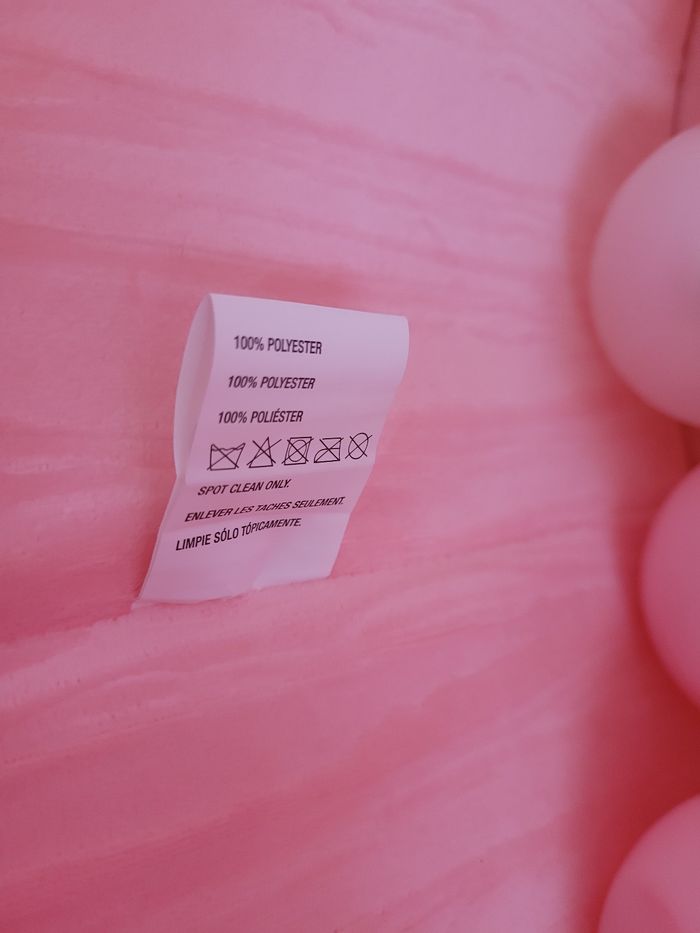 100% POLYESTER
100% POLYESTER
100% POLIÉSTER
SPOT CLEAN ONLY.
ENLEVER LES TACHES SEULEMENT.
LIMPIE SÓLO TÓPICAMENTE.